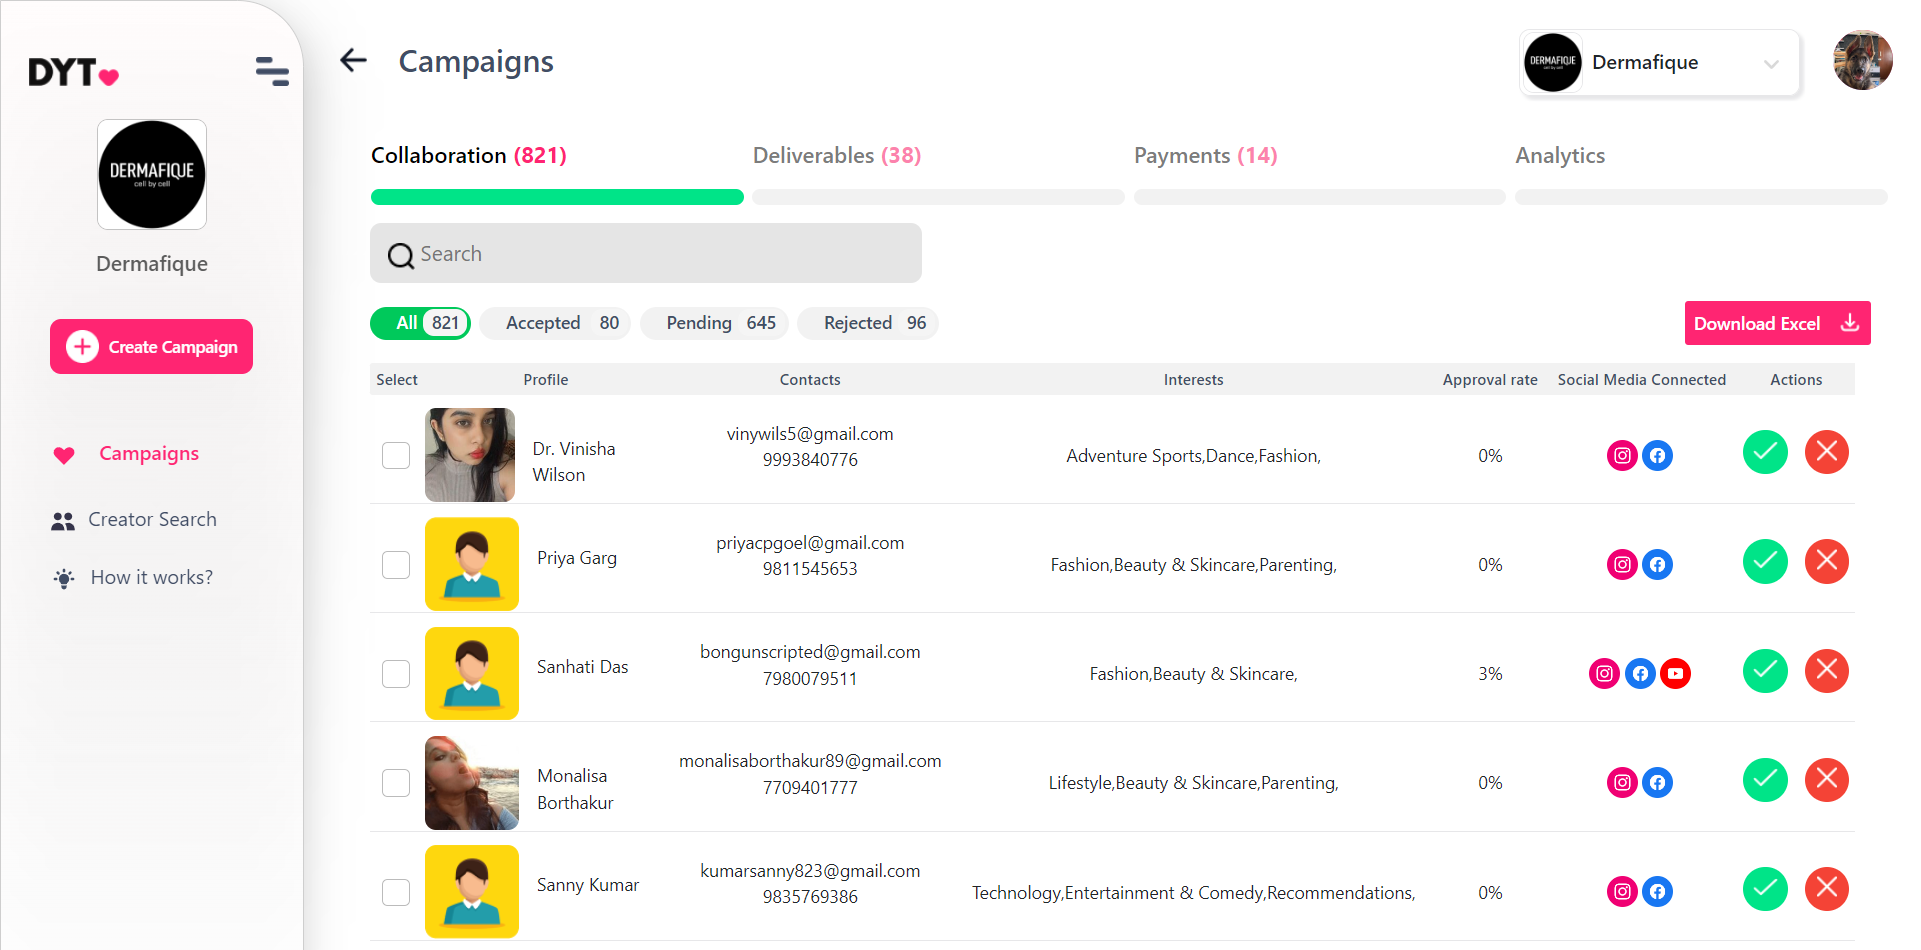 DYT
DERMAFIQUE
cell by cell
Dermafique
Create Campaign
Campaigns
Creator Search
How it works?
Campaigns
DERMAFIQUE
cell by cell
Dermafique
Collaboration (821)
Deliverables (38)
Payments (14)
Analytics
Search
All 821
Accepted 80
Pending 645
Rejected 96
Download Excel
Select Profile Contacts Interests Approval rate Social Media Connected Actions
Dr. Vinisha
Wilson
vinywils5@gmail.com
9993840776
Adventure Sports,Dance,Fashion,
0%
Priya Garg
priyacpgoel@gmail.com
9811545653
Fashion,Beauty & Skincare,Parenting,
0%
Sanhati Das
bongunscripted@gmail.com
7980079511
Fashion,Beauty & Skincare,
3%
Monalisa
Borthakur
monalisaborthakur89@gmail.com
7709401777
Lifestyle,Beauty & Skincare,Parenting,
0%
Sanny Kumar
kumarsanny823@gmail.com
9835769386
Technology,Entertainment & Comedy,Recommendations,
0%